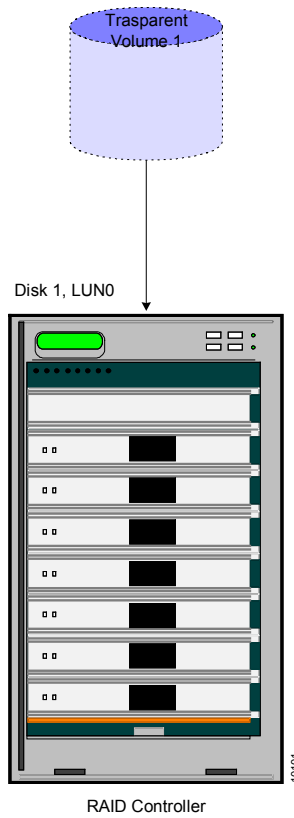 Trasparent
Volume 1
Disk 1, LUN0
RAID Controller